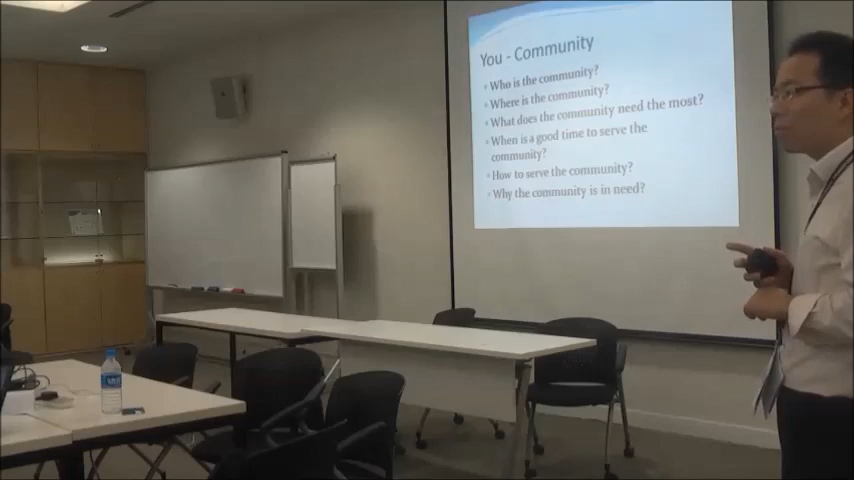 You - Community
Who is the community?
Where is the community?
What does the community need the most?
When is a good time to serve the
community?
How to serve the community?
Why the community is in need?